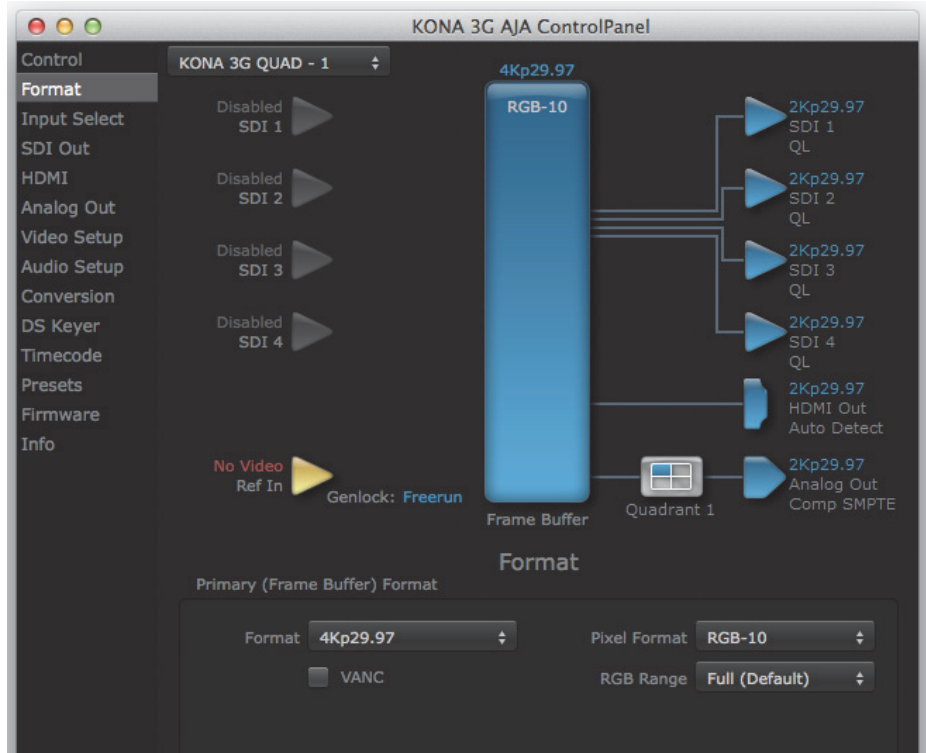 KONA 3G AJA ControlPanel
Control
Format
Input Select
SDI Out
HDMI
Analog Out
Video Setup
Audio Setup
Conversion
DS Keyer
Timecode
Presets
Firmware
Info
KONA 3G QUAD - 1
Disabled
SDI 1
Disabled
SDI 2
Disabled
SDI 3
Disabled
SDI 4
No Video
Ref In
Genlock: Freerun
4Kp29.97
RGB-10
Frame Buffer
Quadrant 1
2Kp29.97
SDI 1
QL
2Kp29.97
SDI 2
QL
2Kp29.97
SDI 3
QL
2Kp29.97
SDI 4
QL
2Kp29.97
HDMI Out
Auto Detect
2Kp29.97
Analog Out
Comp SMPTE
Format
Primary (Frame Buffer) Format
Format 4Kp29.97
Pixel Format RGB-10
VANC
RGB Range Full (Default)